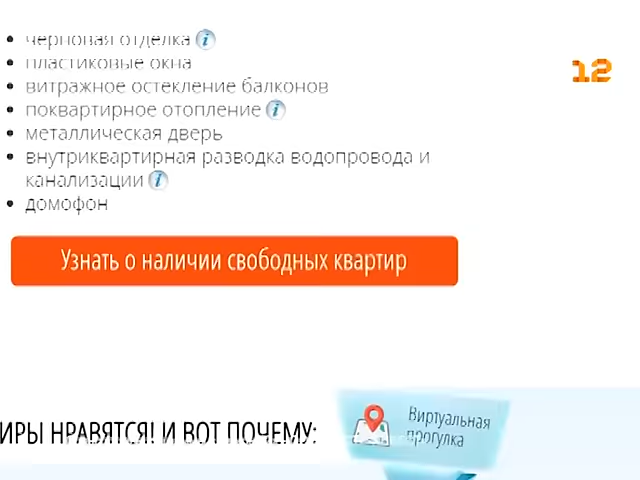 черновая отделка
пластиковые окна
12
витражное остекление балконов
поквартирное отопление
металлическая дверь
внутриквартирная разводка водопровода и
канализации
домофон
Узнать о наличии свободных квартир
ИРЫ НРАВЯТСЯ! И ВОТ ПОЧЕМУ:
Виртуальная
прогулка